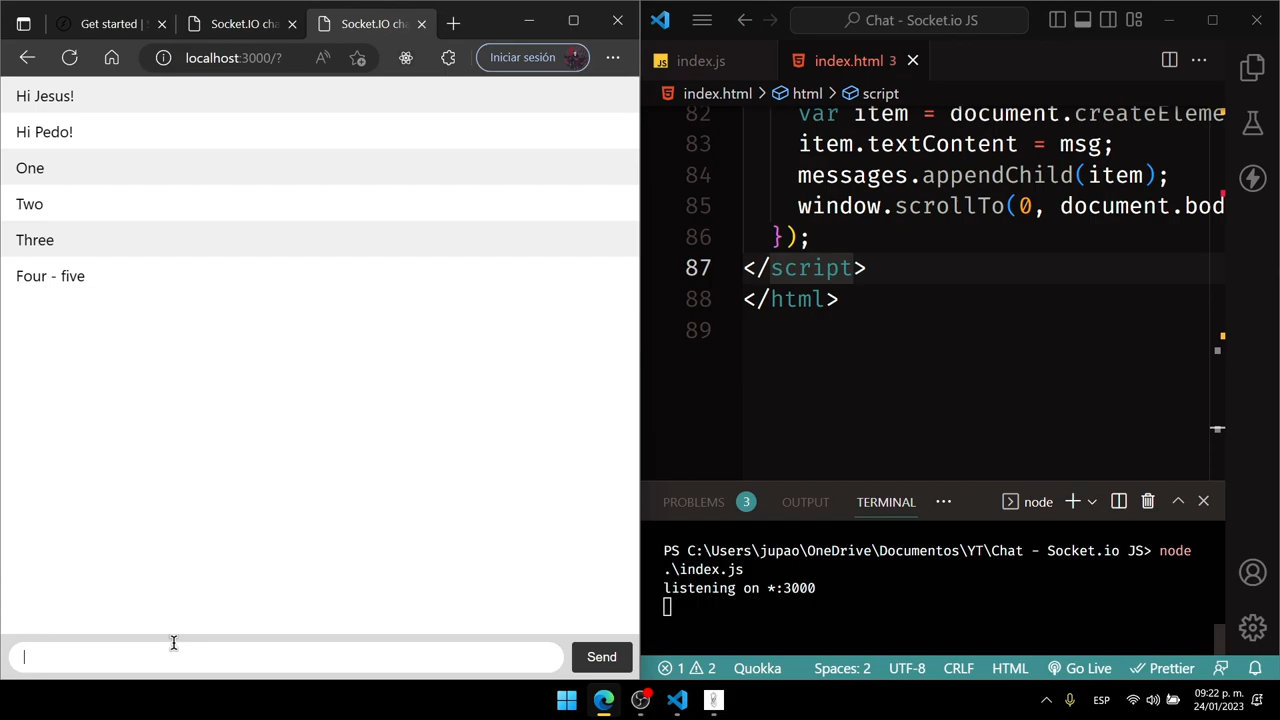 Get started |
Socket.IO cha
Socket.IO cha
localhost:3000/?
Iniciar sesión
Hi Jesus!
Hi Pedo!
One
Two
Three
Four - five
Send
Chat - Socket.io JS
JS index.js
index.html 3
index.html > html > script
82 var item = document.createEleme
83 item.textContent = msg;
84 messages.appendChild(item);
85 window.scrollTo(0, document.bod
86 });
87 </script>
88 </html>
89
PROBLEMS 3 OUTPUT TERMINAL
node
PS C:\Users\jupao\OneDrive\Documentos\YT\Chat - Socket.io JS> node
.\index.js
listening on *:3000
1 2 Quokka Spaces: 2 UTF-8 CRLF HTML Go Live Prettier
ESP
09:22 p. m.
24/01/2023